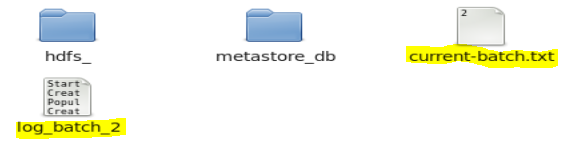 2
hdfs_
metastore_db
current-batch.txt
Start
Creat
Popul
Creat
log_batch_2